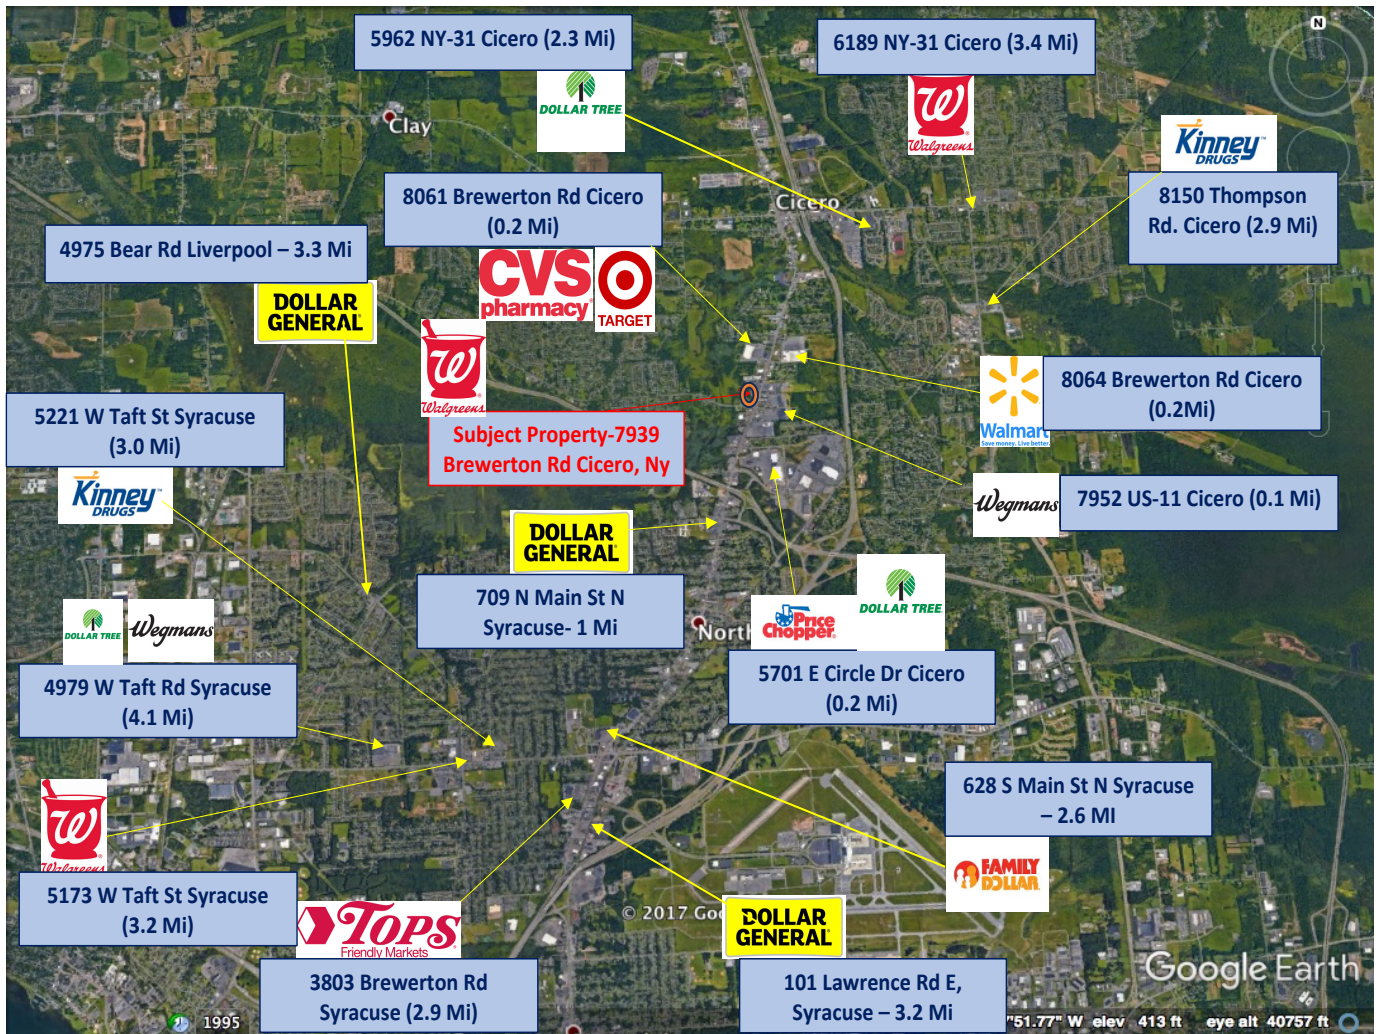 5962 NY-31 Cicero (2.3 Mi)
DOLLAR TREE
6189 NY-31 Cicero (3.4 Mi)
Walgreens
N
Kinney™
DRUGS
8150 Thompson
Rd. Cicero (2.9 Mi)
Clay
Cicero
8061 Brewerton Rd Cicero
(0.2 Mi)
CVS
pharmacy®
TARGET
4975 Bear Rd Liverpool – 3.3 Mi
DOLLAR
GENERAL®
Walgreens
Subject Property-7939
Brewerton Rd Cicero, Ny
Walmart
Save money. Live better.
8064 Brewerton Rd Cicero
(0.2Mi)
5221 W Taft St Syracuse
(3.0 Mi)
Kinney™
DRUGS
Wegmans
7952 US-11 Cicero (0.1 Mi)
DOLLAR
GENERAL
709 N Main St N
Syracuse- 1 Mi
North
Price
Chopper®
DOLLAR TREE
5701 E Circle Dr Cicero
(0.2 Mi)
DOLLAR TREE
Wegmans
4979 W Taft Rd Syracuse
(4.1 Mi)
628 S Main St N Syracuse
– 2.6 MI
FAMILY
DOLLAR
Walgreens
5173 W Taft St Syracuse
(3.2 Mi)
TOPS
Friendly Markets
3803 Brewerton Rd
Syracuse (2.9 Mi)
© 2017 Goo
DOLLAR
GENERAL
101 Lawrence Rd E,
Syracuse – 3.2 Mi
Google Earth
1995
'51.77" W elev 413 ft eye alt 40757 ft